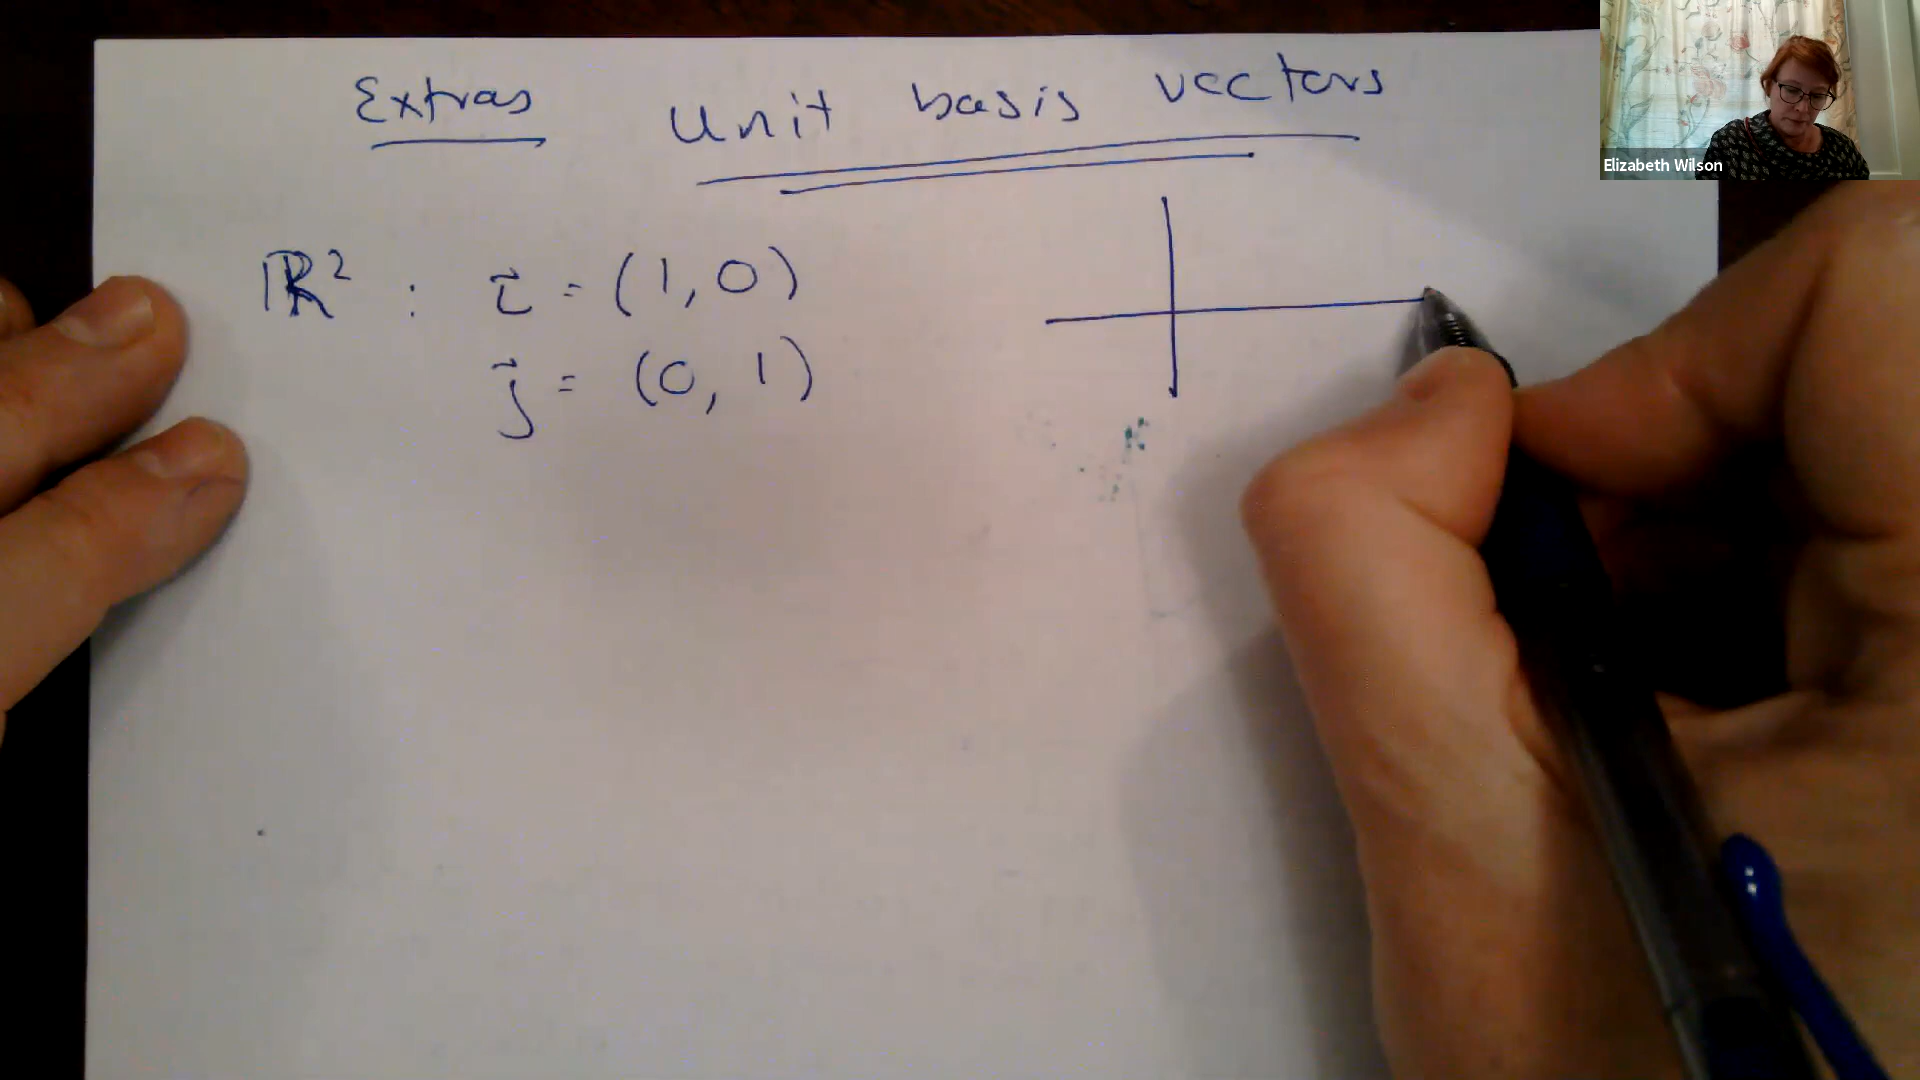 Extras Unit basis vectors
ℝ² : i⃗ = (1, 0)
j⃗ = (0, 1)
Elizabeth Wilson